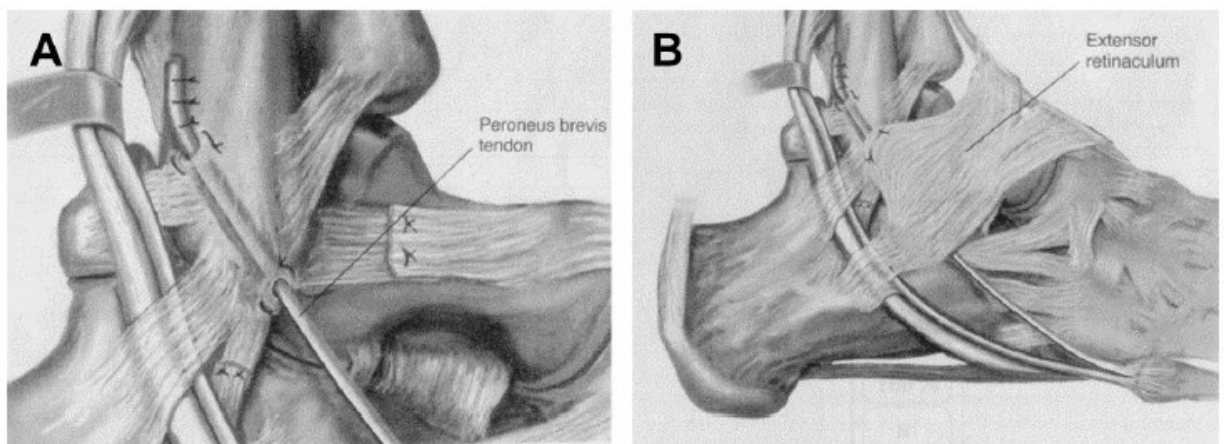 A
Peroneus brevis
tendon
B
Extensor
retinaculum